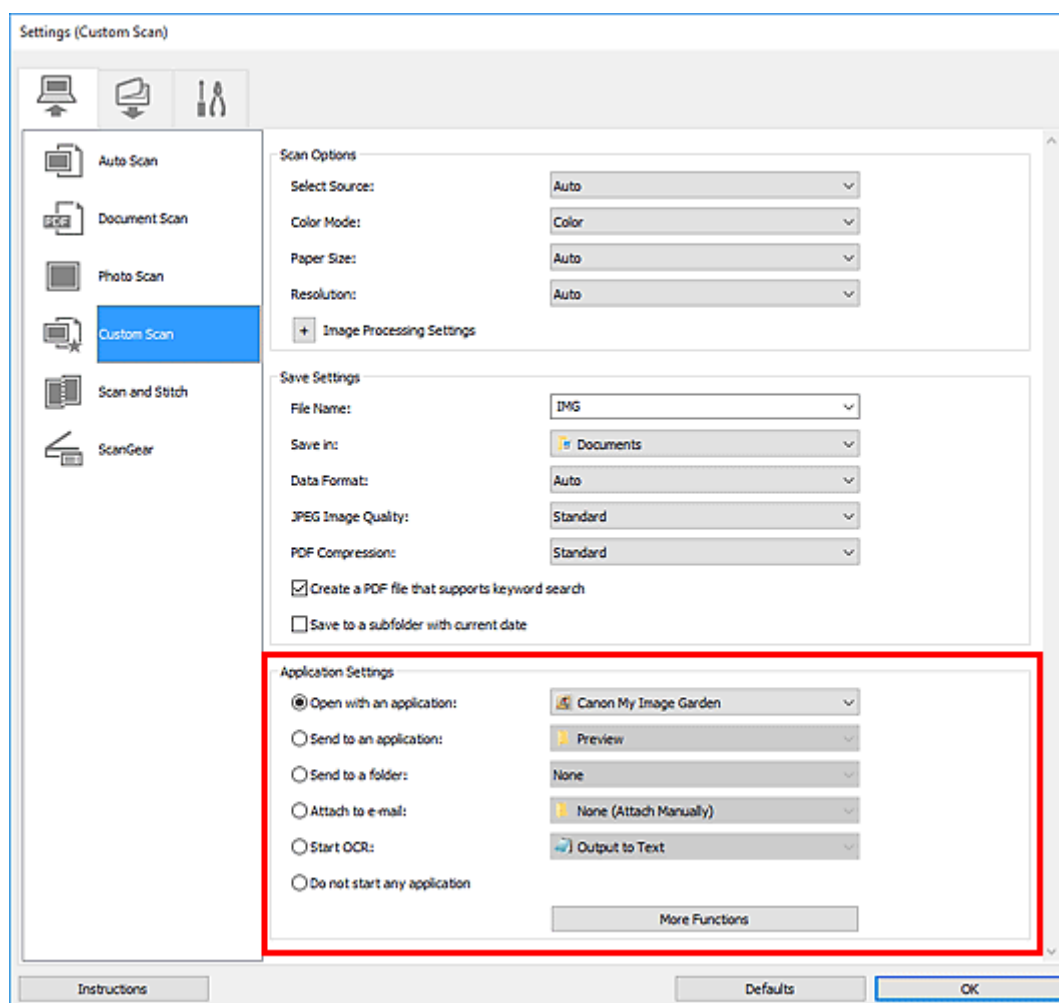 Settings (Custom Scan)
Auto Scan
PDF
Document Scan
Photo Scan
Custom Scan
Scan and Stitch
ScanGear
Scan Options
Select Source: Auto
Color Mode: Color
Paper Size: Auto
Resolution: Auto
+ Image Processing Settings
Save Settings
File Name: IMG
Save in: Documents
Data Format: Auto
JPEG Image Quality: Standard
PDF Compression: Standard
Create a PDF file that supports keyword search
Save to a subfolder with current date
Application Settings
Open with an application: Canon My Image Garden
Send to an application: Preview
Send to a folder: None
Attach to e-mail: None (Attach Manually)
Start OCR: Output to Text
Do not start any application
More Functions
Instructions Defaults OK